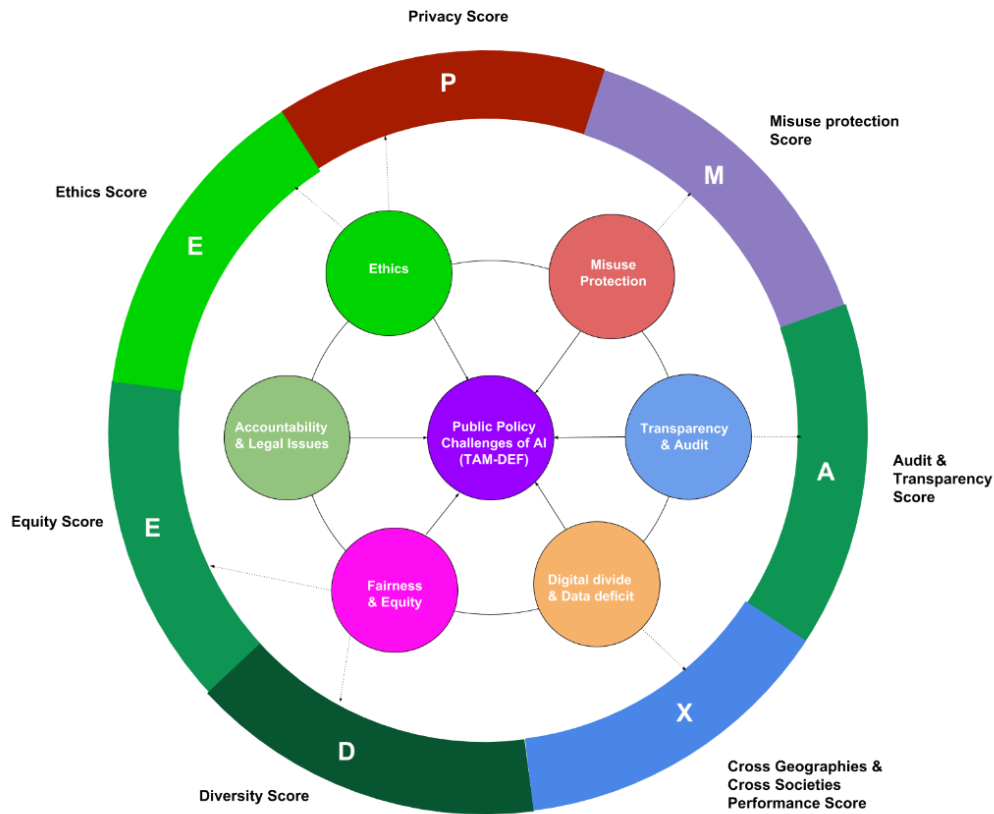 Privacy Score
P
Misuse protection
Score
M
Ethics Score
E
Ethics
Misuse
Protection
Accountability
& Legal Issues
Public Policy
Challenges of AI
(TAM-DEF)
Transparency
& Audit
A
Audit &
Transparency
Score
Equity Score
E
Fairness
& Equity
Digital divide
& Data deficit
X
D
Diversity Score
Cross Geographies &
Cross Societies
Performance Score